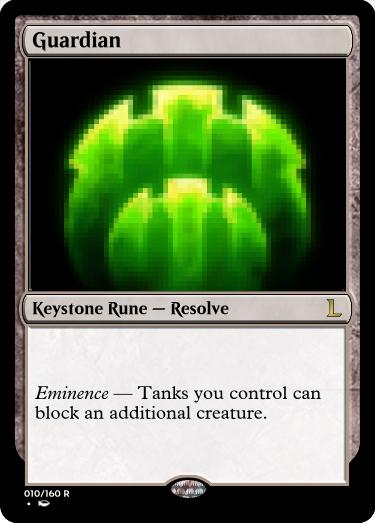 Guardian
Keystone Rune — Resolve
L
Eminence — Tanks you control can
block an additional creature.
010/160 R